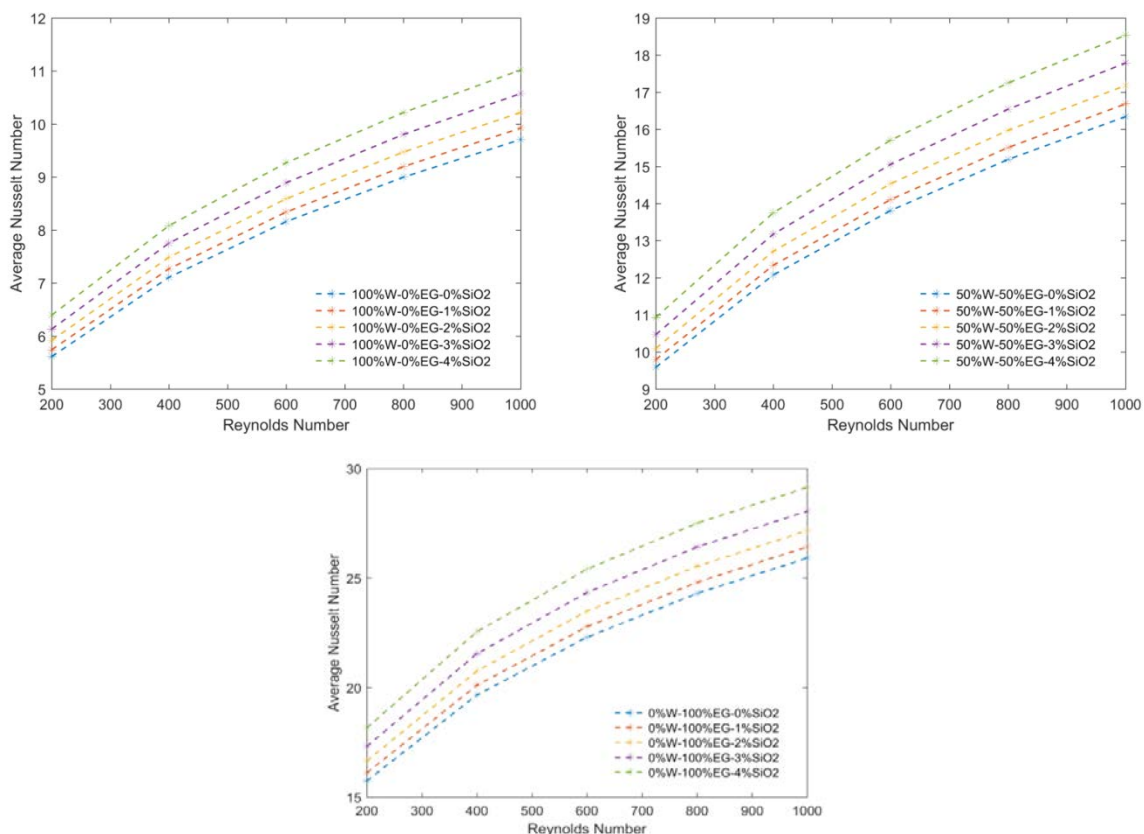 12
11
10
9
8
7
6
5
Average Nusselt Number
100%W-0%EG-0%SiO2
100%W-0%EG-1%SiO2
100%W-0%EG-2%SiO2
100%W-0%EG-3%SiO2
100%W-0%EG-4%SiO2
200 300 400 500 600 700 800 900 1000
Reynolds Number
19
18
17
16
15
14
13
12
11
10
9
Average Nusselt Number
50%W-50%EG-0%SiO2
50%W-50%EG-1%SiO2
50%W-50%EG-2%SiO2
50%W-50%EG-3%SiO2
50%W-50%EG-4%SiO2
200 300 400 500 600 700 800 900 1000
Reynolds Number
30
25
20
15
Average Nusselt Number
0%W-100%EG-0%SiO2
0%W-100%EG-1%SiO2
0%W-100%EG-2%SiO2
0%W-100%EG-3%SiO2
0%W-100%EG-4%SiO2
200 300 400 500 600 700 800 900 1000
Reynolds Number